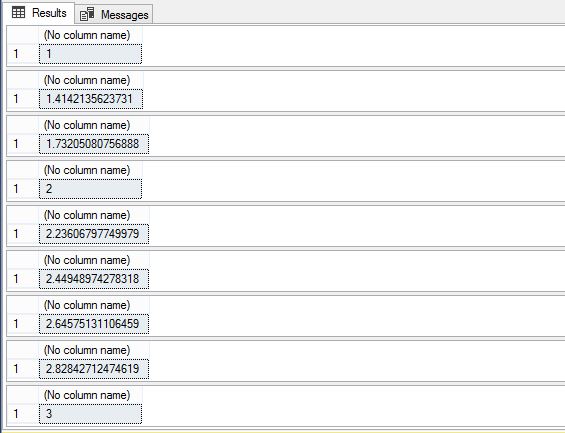 Results Messages
(No column name)
1 1
(No column name)
1 1.4142135623731
(No column name)
1 1.73205080756888
(No column name)
1 2
(No column name)
1 2.23606797749979
(No column name)
1 2.44948974278318
(No column name)
1 2.64575131106459
(No column name)
1 2.82842712474619
(No column name)
1 3